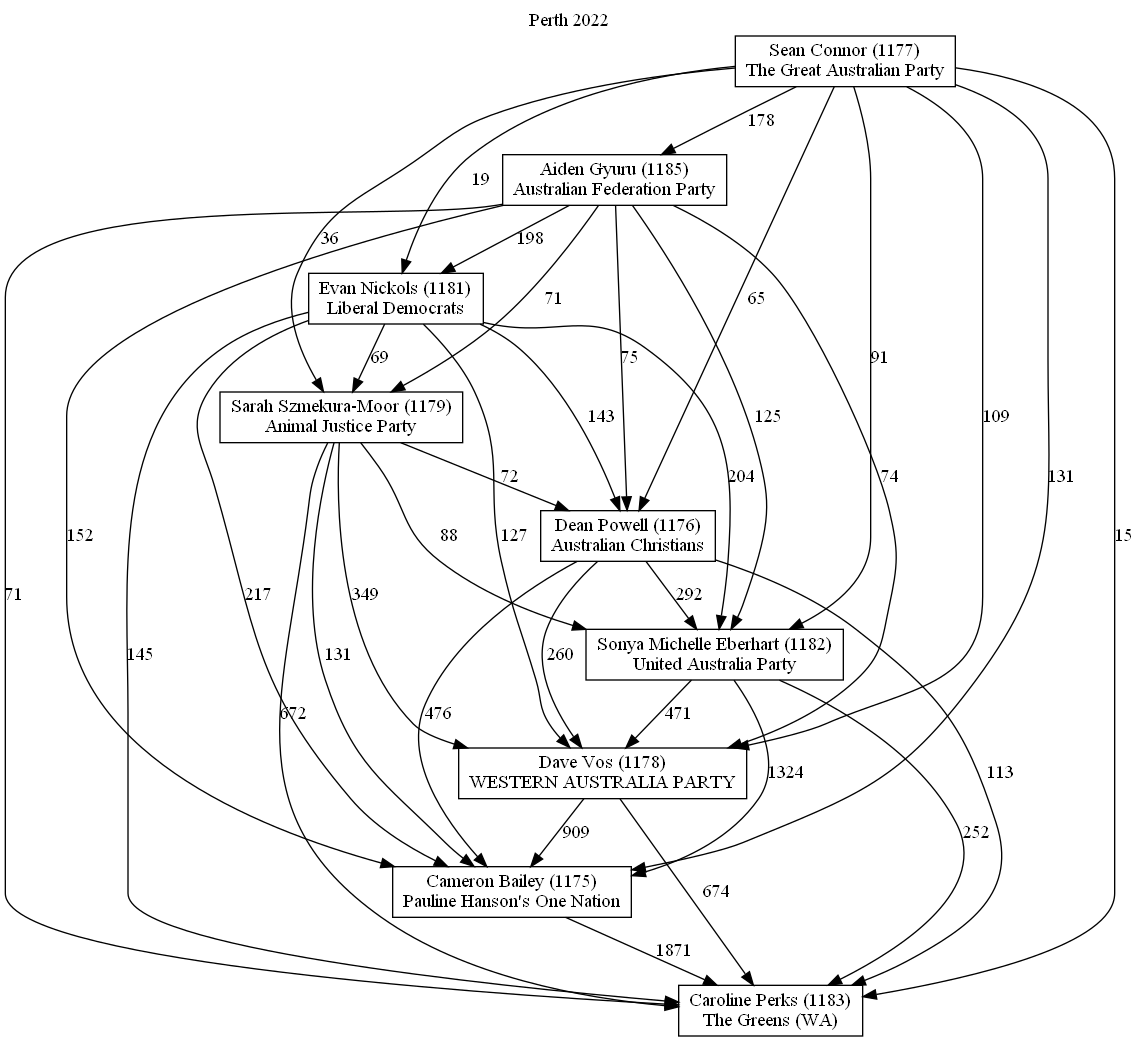 Perth 2022
Sean Connor (1177)
The Great Australian Party
178
Aiden Gyuru (1185)
Australian Federation Party
19
36
198
Evan Nickols (1181)
Liberal Democrats
71
65
69
75
91
Sarah Szmekura-Moor (1179)
Animal Justice Party
143
125
109
72
204
74
131
Dean Powell (1176)
Australian Christians
152
88
127
15
71
217
349
292
Sonya Michelle Eberhart (1182)
United Australia Party
145
131
260
672
476
471
Dave Vos (1178)
WESTERN AUSTRALIA PARTY
1324
113
909
252
Cameron Bailey (1175)
Pauline Hanson's One Nation
674
1871
Caroline Perks (1183)
The Greens (WA)